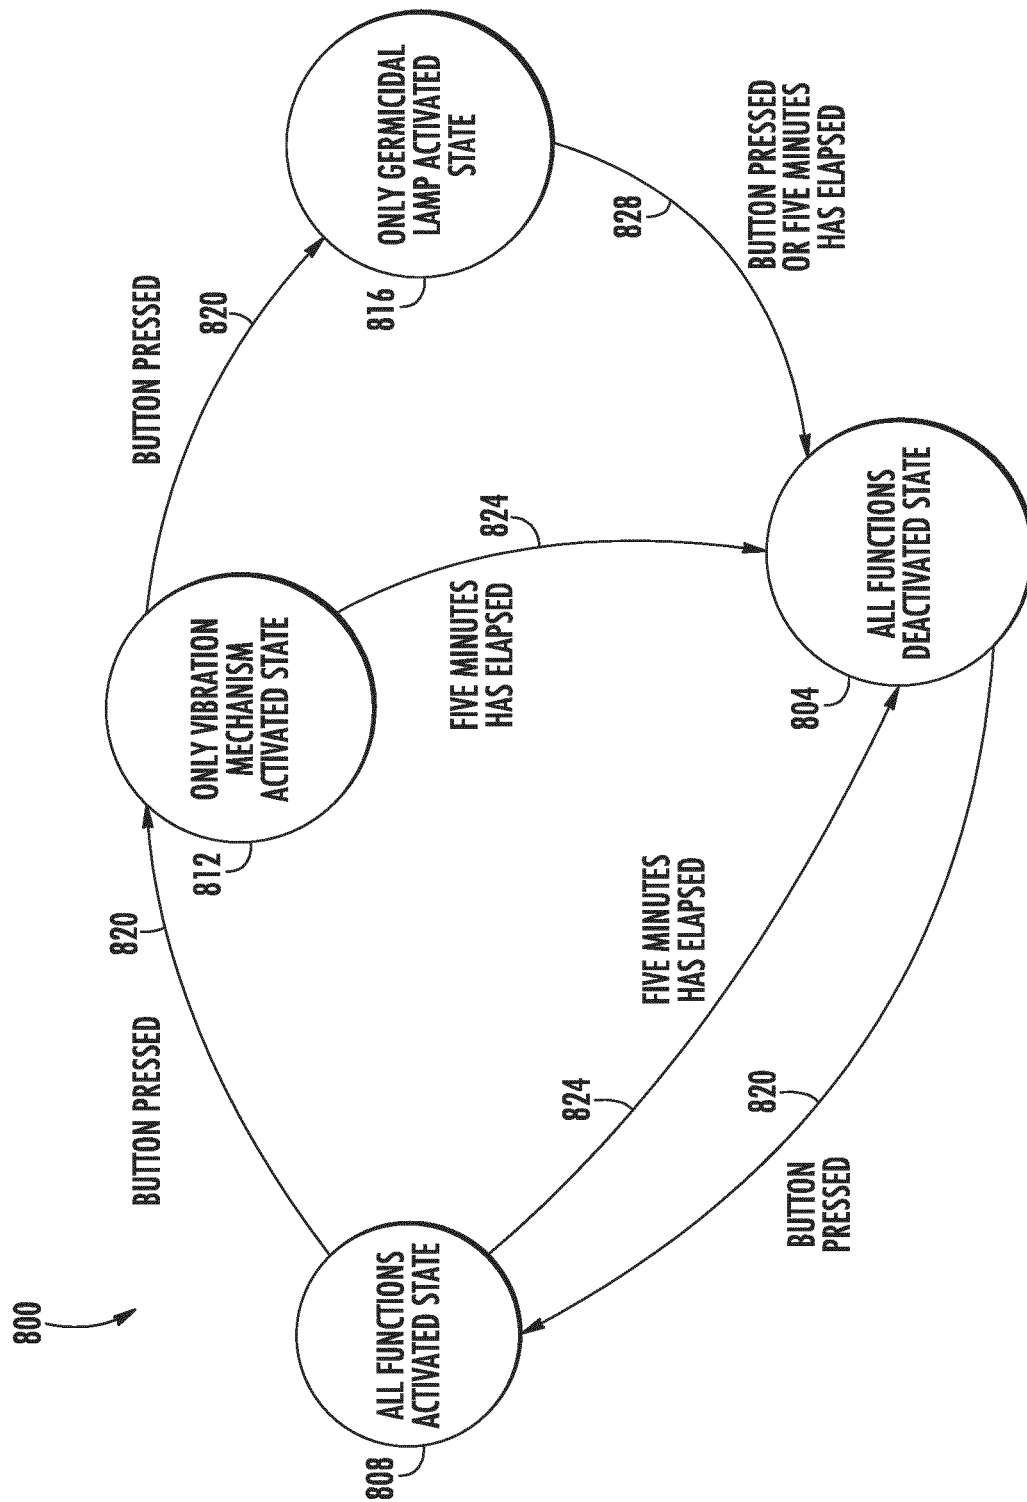 800
BUTTON PRESSED
820
BUTTON PRESSED
820
ONLY VIBRATION
MECHANISM
ACTIVATED STATE
812
ONLY GERMICIDAL
LAMP ACTIVATED
STATE
816
ALL FUNCTIONS
ACTIVATED STATE
808
FIVE MINUTES
HAS ELAPSED
824
828
BUTTON PRESSED
OR FIVE MINUTES
HAS ELAPSED
824
FIVE MINUTES
HAS ELAPSED
804
ALL FUNCTIONS
DEACTIVATED STATE
820
BUTTON
PRESSED